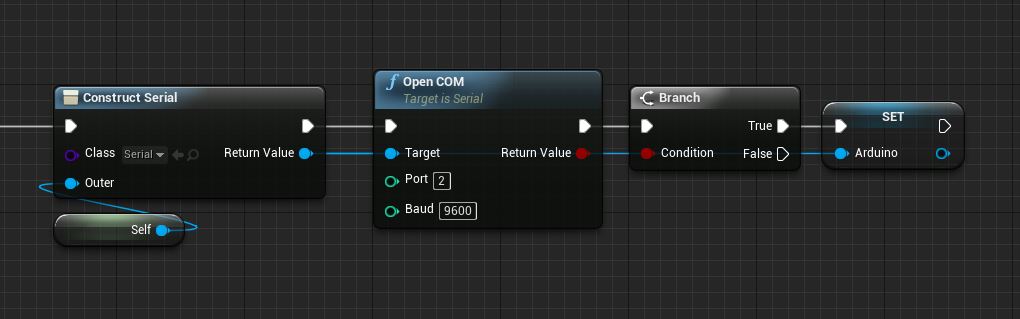 Construct Serial
Class Serial
Return Value
Outer
Self
f Open COM
Target is Serial
Target Return Value
Port 2
Baud 9600
Branch
True
Condition False
SET
Arduino